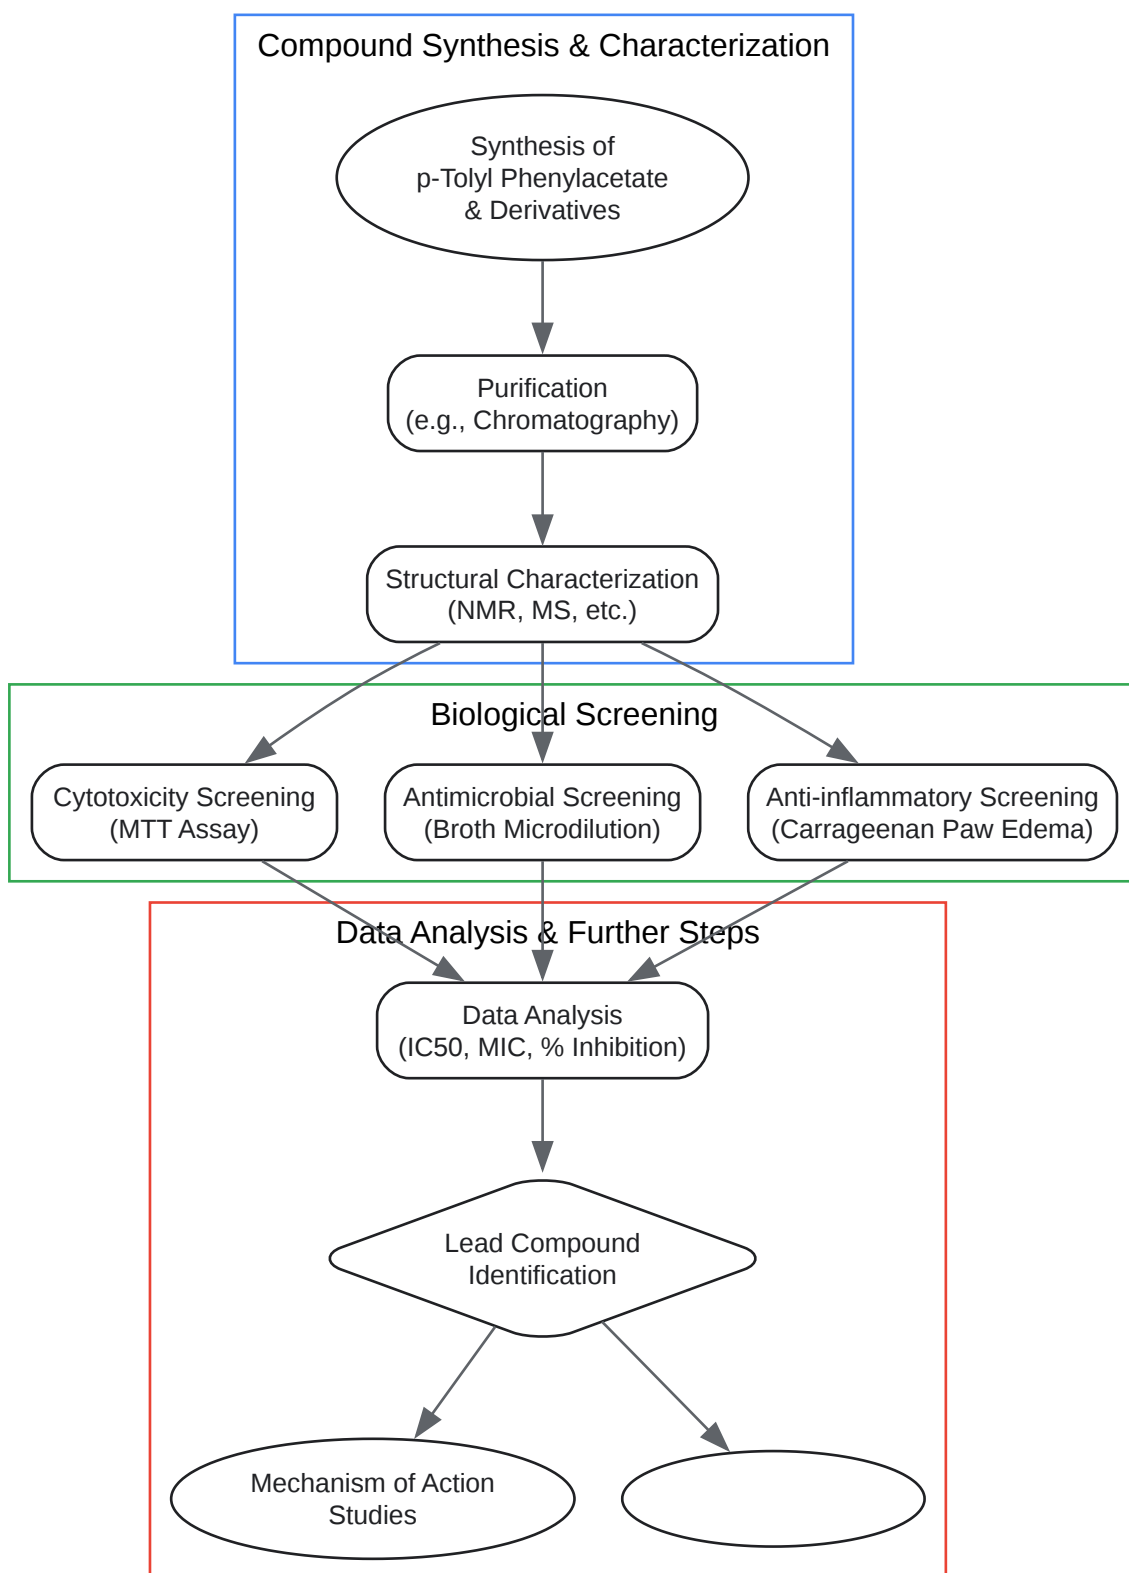 Compound Synthesis & Characterization
Synthesis of
p-Tolyl Phenylacetate
& Derivatives
Purification
(e.g., Chromatography)
Structural Characterization
(NMR, MS, etc.)
Biological Screening
Cytotoxicity Screening
(MTT Assay)
Antimicrobial Screening
(Broth Microdilution)
Anti-inflammatory Screening
(Carrageenan Paw Edema)
Data Analysis & Further Steps
Data Analysis
(IC50, MIC, % Inhibition)
Lead Compound
Identification
Mechanism of Action
Studies